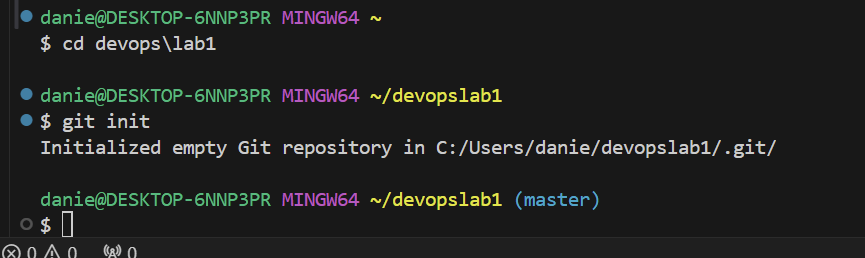 danie@DESKTOP-6NNP3PR MINGW64 ~
$ cd devops\lab1
danie@DESKTOP-6NNP3PR MINGW64 ~/devopslab1
$ git init
Initialized empty Git repository in C:/Users/danie/devopslab1/.git/
danie@DESKTOP-6NNP3PR MINGW64 ~/devopslab1 (master)
$
0 0 0